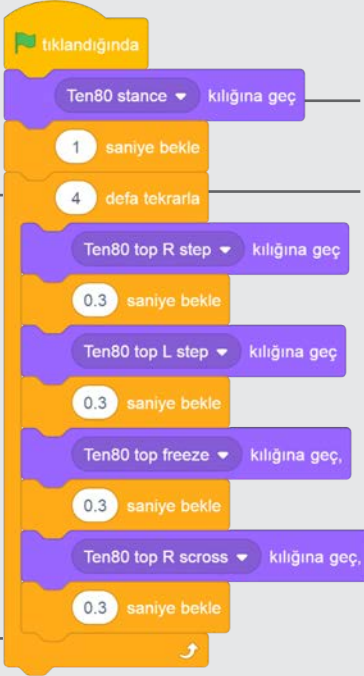 tıklandığında
Ten80 stance kılığına geç
1 saniye bekle
4 defa tekrarla
Ten80 top R step kılığına geç
0.3 saniye bekle
Ten80 top L step kılığına geç
0.3 saniye bekle
Ten80 top freeze kılığına geç,
0.3 saniye bekle
Ten80 top R scross kılığına geç,
0.3 saniye bekle